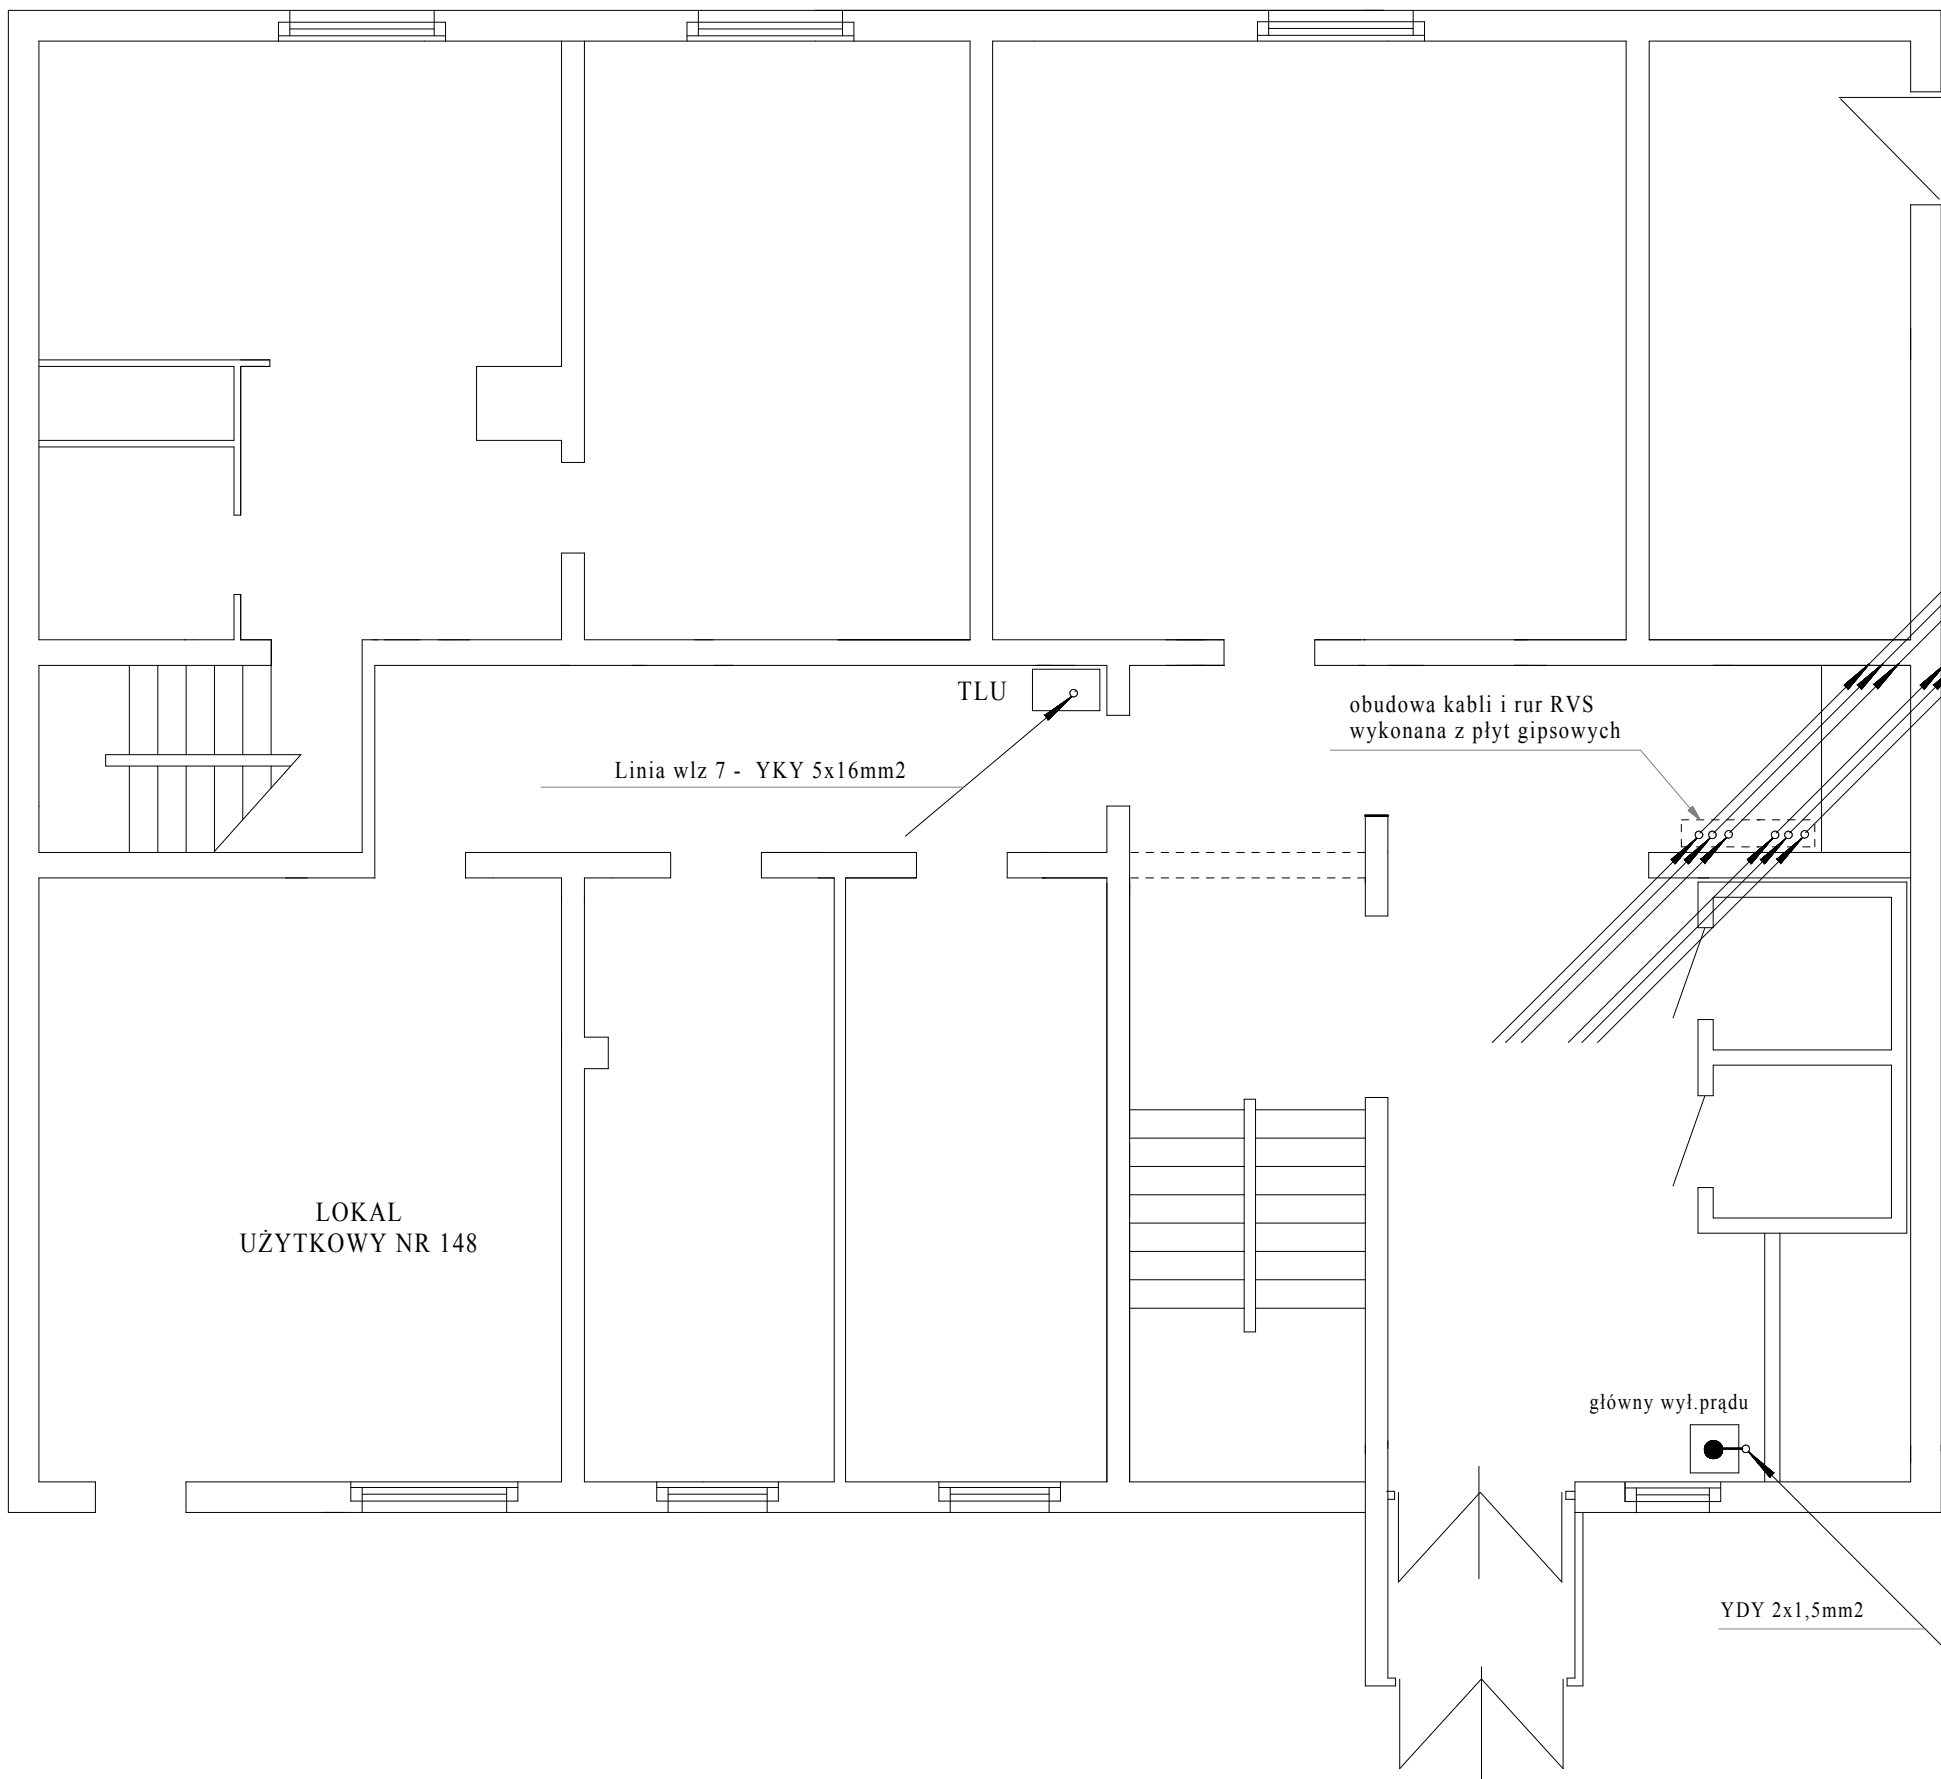 TLU
obudowa kabli i rur RVS
wykonana z płyt gipsowych
Linia wlz 7 - YKY 5x16mm2
LOKAL
UŻYTKOWY NR 148
główny wył.prądu
YDY 2x1,5mm2